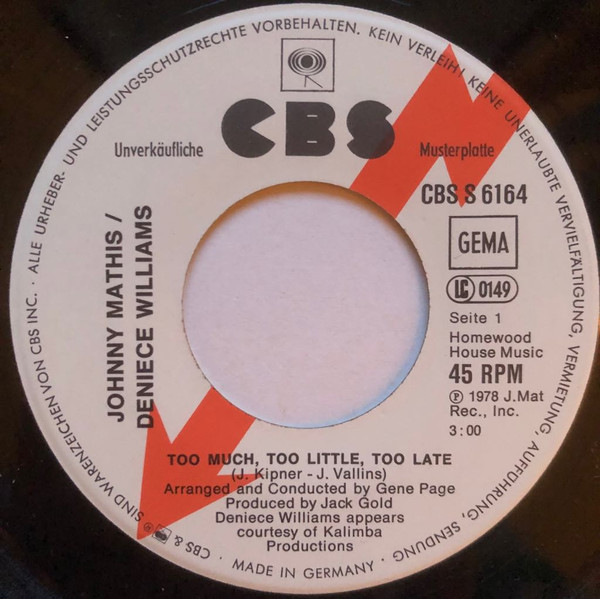 ALLE URHEBER- UND LEISTUNGSSCHUTZRECHTE VORBEHALTEN. KEIN VERLEIH! KEINE UNERLAUBTE VERVIELFÄLTIGUNG, VERMIETUNG, AUFFÜHRUNG, SENDUNG
CBS
Unverkäufliche Musterplatte
CBS S 6164
GEMA
LC 0149
Seite 1
Homewood
House Music
45 RPM
Ⓟ 1978 J.Mat
Rec., Inc.
3:00
JOHNNY MATHIS /
DENIECE WILLIAMS
TOO MUCH, TOO LITTLE, TOO LATE
(J. Kipner - J. Vallins)
Arranged and Conducted by Gene Page
Produced by Jack Gold
Deniece Williams appears
courtesy of Kalimba
Productions
· MADE IN GERMANY ·
CBS & ® SIND WARENZEICHEN VON CBS INC. ·